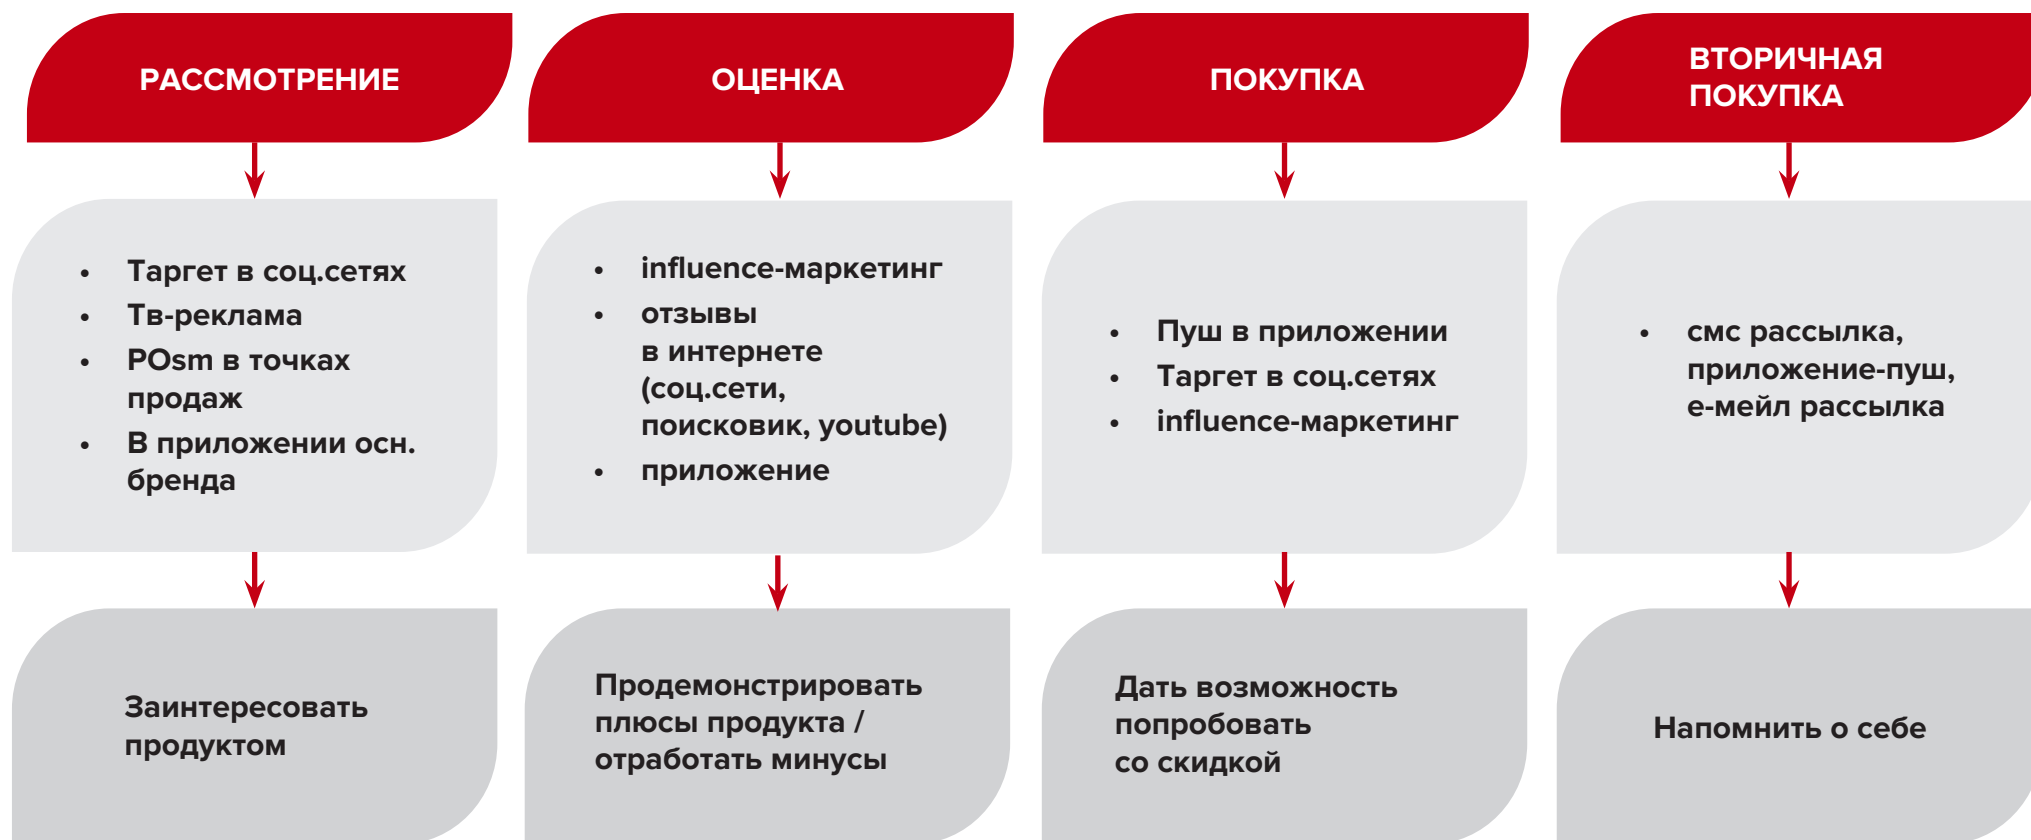 РАССМОТРЕНИЕ
• Таргет в соц.сетях
• Тв-реклама
• POsm в точках
продаж
• В приложении осн.
бренда
Заинтересовать
продуктом
ОЦЕНКА
• influence-маркетинг
• отзывы
в интернете
(соц.сети,
поисковик, youtube)
• приложение
Продемонстрировать
плюсы продукта /
отработать минусы
ПОКУПКА
• Пуш в приложении
• Таргет в соц.сетях
• influence-маркетинг
Дать возможность
попробовать
со скидкой
ВТОРИЧНАЯ
ПОКУПКА
• смс рассылка,
приложение-пуш,
е-мейл рассылка
Напомнить о себе